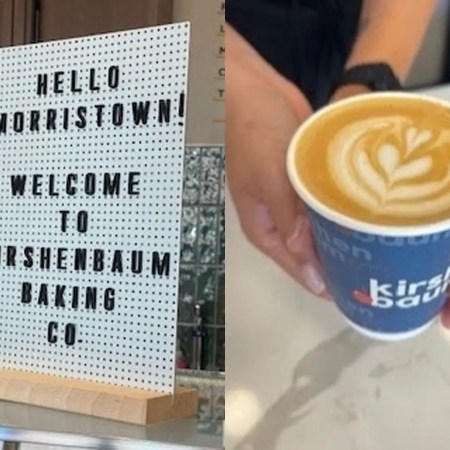 HELLO
MORRISTOWN!
WELCOME
TO
IRSHENBAUM
BAKING
CO
kirsh
baum